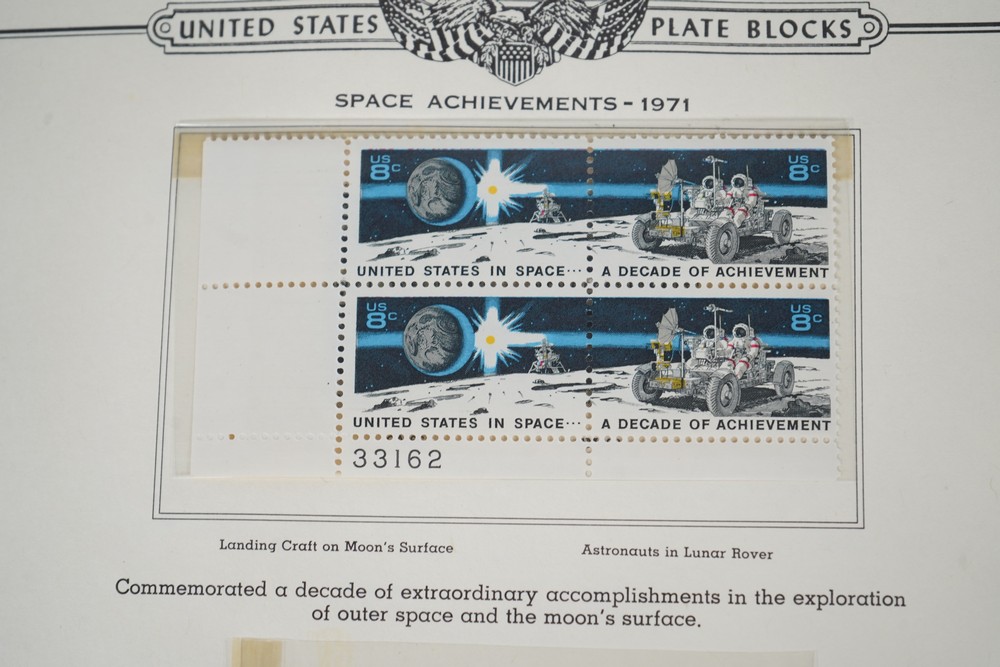 UNITED STATES PLATE BLOCKS
SPACE ACHIEVEMENTS - 1971
US 8c US 8c
UNITED STATES IN SPACE... A DECADE OF ACHIEVEMENT
US 8c US 8c
UNITED STATES IN SPACE... A DECADE OF ACHIEVEMENT
33162
Landing Craft on Moon's Surface Astronauts in Lunar Rover
Commemorated a decade of extraordinary accomplishments in the exploration
of outer space and the moon's surface.